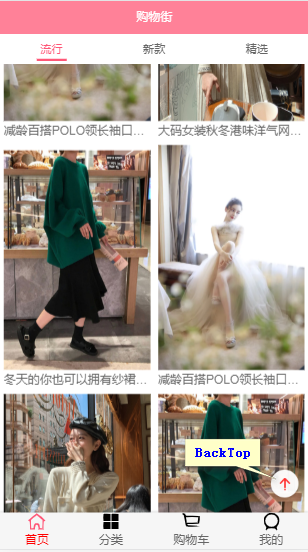 购物街
流行 新款 精选
减龄百搭POLO领长袖口... 大码女装秋冬港味洋气网...
冬天的你也可以拥有纱裙... 减龄百搭POLO领长袖口...
BackTop
首页 分类 购物车 我的